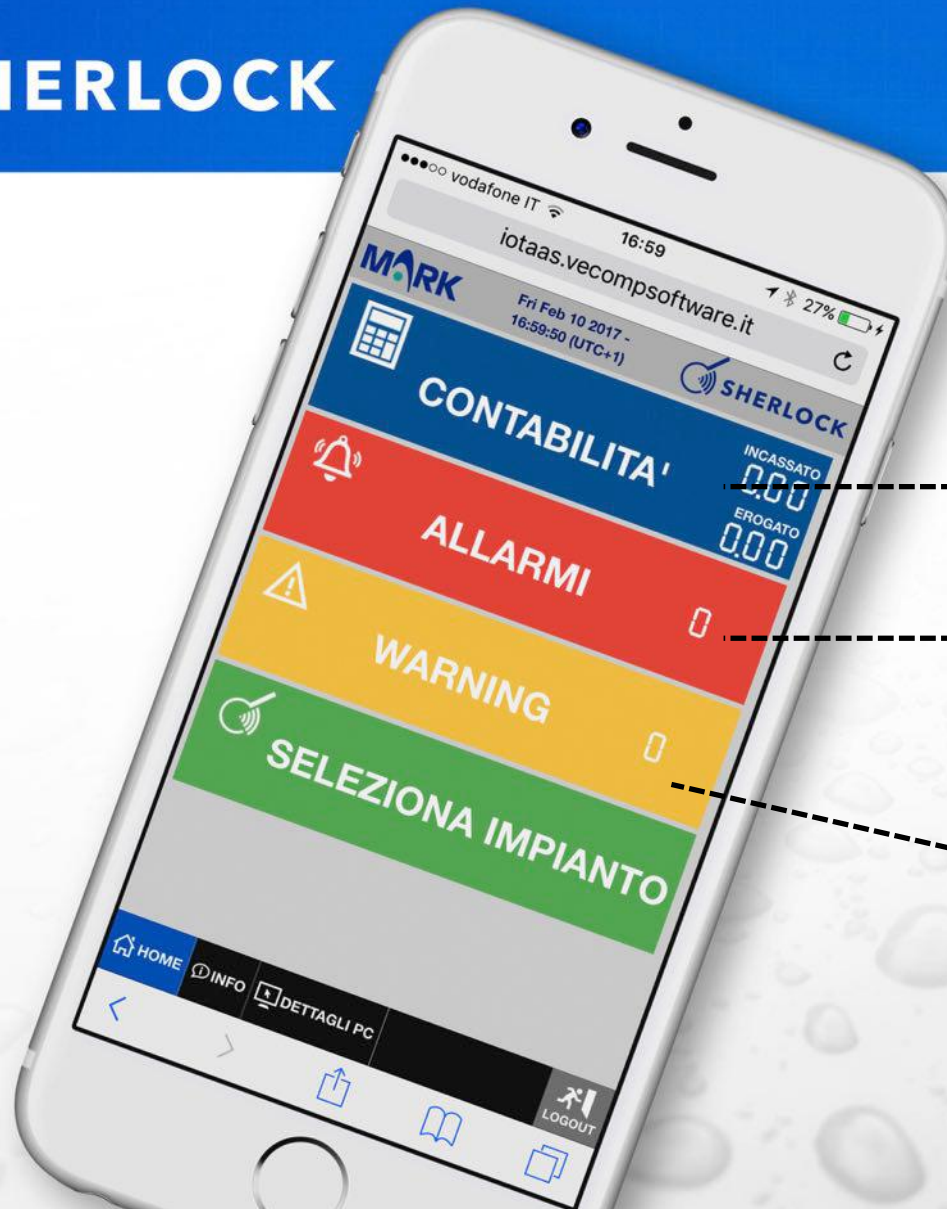 HERLOCK
vodafone IT 16:59 27%
iotaas.vecompsoftware.it
MARK Fri Feb 10 2017 -
16:59:50 (UTC+1) SHERLOCK
CONTABILITA'
INCASSATO
0.00
EROGATO
0.00
ALLARMI 0
WARNING 0
SELEZIONA IMPIANTO
HOME INFO DETTAGLI PC LOGOUT